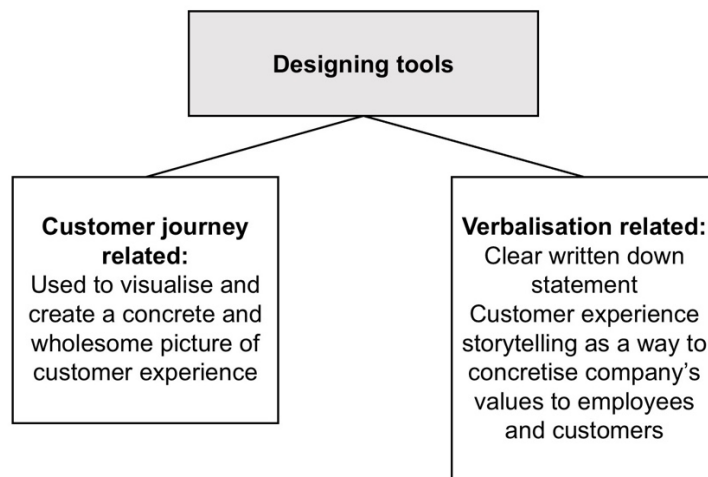 Designing tools
Customer journey
related:
Used to visualise and
create a concrete and
wholesome picture of
customer experience
Verbalisation related:
Clear written down
statement
Customer experience
storytelling as a way to
concretise company’s
values to employees
and customers